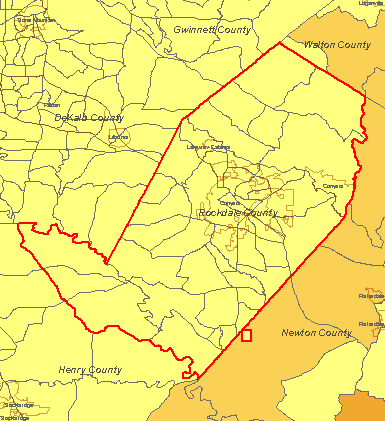 Loganville
Stone Mountain
Gwinnett County
Walton County
Redan
DeKalb County
Lithonia
Lakeview Estates
Conyers
Conyers
Rockdale County
Porterdale
Porterdale
Newton County
Henry County
Stockbridge
Stockbridge